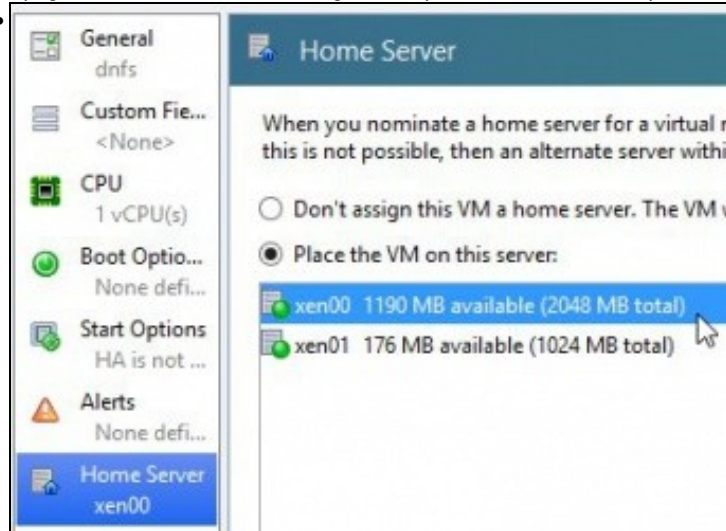 General
dnfs
Custom Fie...
<None>
CPU
1 vCPU(s)
Boot Optio...
None defi...
Start Options
HA is not ...
Alerts
None defi...
Home Server
xen00
Home Server
When you nominate a home server for a virtual
this is not possible, then an alternate server
Don't assign this VM a home server. The VM
Place the VM on this server:
xen00 1190 MB available (2048 MB total)
xen01 176 MB available (1024 MB total)